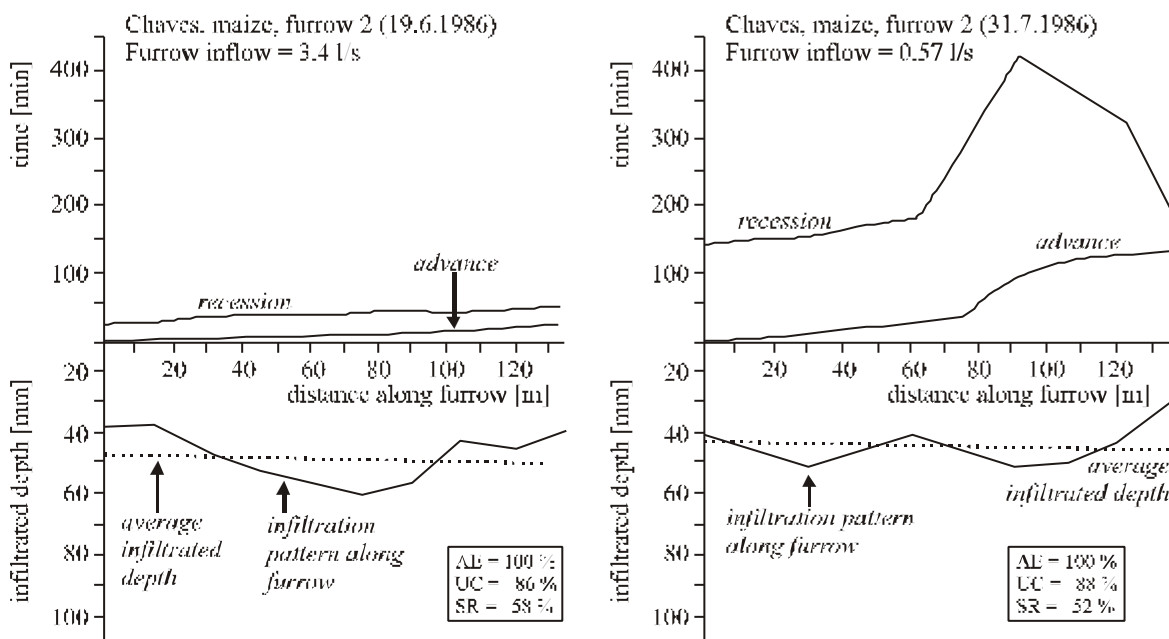 Chaves, maize, furrow 2 (19.6.1986)
Furrow inflow = 3.4 l/s
time [min]
400
300
200
100
advance
recession
20
40
60
80
100
120
distance along furrow [m]
infiltrated depth [mm]
20
40
60
80
100
average
infiltrated
depth
infiltration
pattern along
furrow
AE = 100 %
UC = 86 %
SR = 58 %
Chaves, maize, furrow 2 (31.7.1986)
Furrow inflow = 0.57 l/s
time [min]
400
300
200
100
recession
advance
20
40
60
80
100
120
distance along furrow [m]
infiltrated depth [mm]
20
40
60
80
100
average
infiltrated depth
infiltration pattern
along furrow
AE = 100 %
UC = 88 %
SR = 52 %